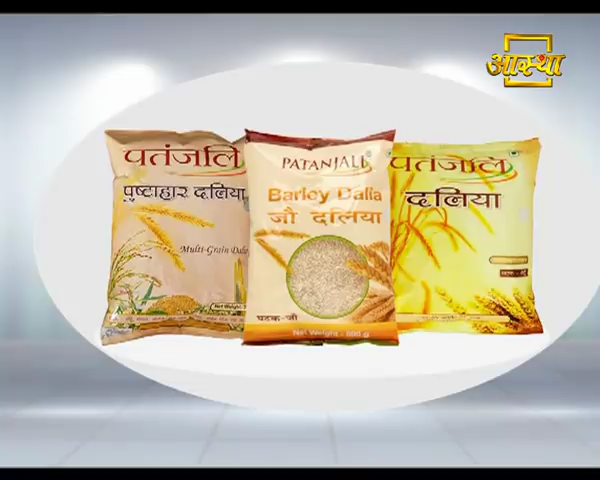 आस्था
पतंजलि
पुष्टाहार दलिया
Multi-Grain Dalia
PATANJALI
Barley Dalia
जौ दलिया
घटक - जौ
Net Weight - 500 g
पतंजलि
दलिया